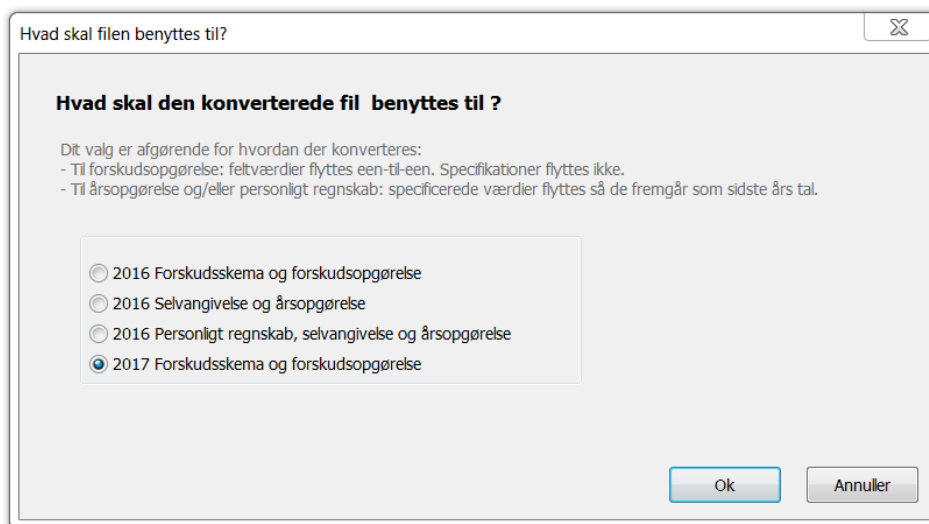 Hvad skal filen benyttes til?
Hvad skal den konverterede fil benyttes til ?
Dit valg er afgørende for hvordan der konverteres:
- Til forskudsopgørelse: feltværdier flyttes een-til-een. Specifikationer flyttes ikke.
- Til årsopgørelse og/eller personligt regnskab: specificerede værdier flyttes så de fremgår som sidste års tal.
2016 Forskudsskema og forskudsopgørelse
2016 Selvangivelse og årsopgørelse
2016 Personligt regnskab, selvangivelse og årsopgørelse
2017 Forskudsskema og forskudsopgørelse
Ok Annuller